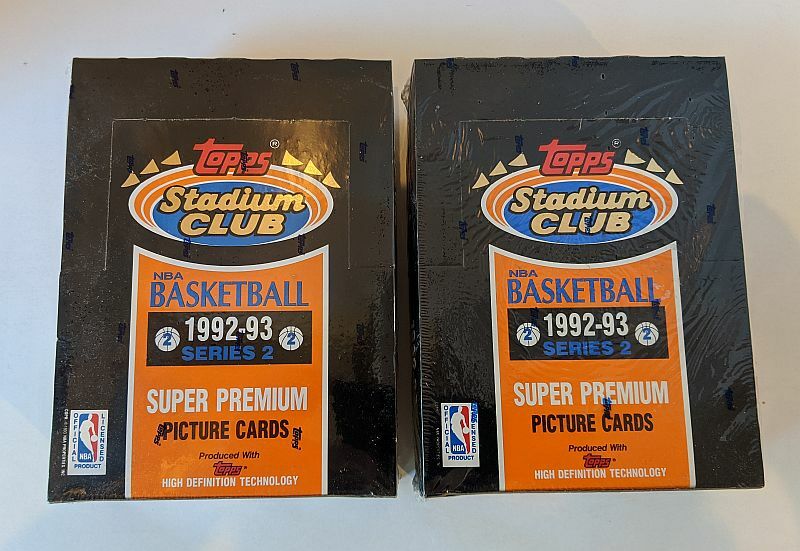 Topps®
Stadium
CLUB
NBA
BASKETBALL
2 1992-93 2
SERIES 2
SUPER PREMIUM
PICTURE CARDS
Produced With
Topps®
HIGH DEFINITION TECHNOLOGY
OFFICIAL
LICENSED
NBA
PRODUCT
Topps®
Stadium
CLUB
NBA
BASKETBALL
2 1992-93 2
SERIES 2
SUPER PREMIUM
PICTURE CARDS
Produced With
Topps®
HIGH DEFINITION TECHNOLOGY
OFFICIAL
LICENSED
NBA
PRODUCT